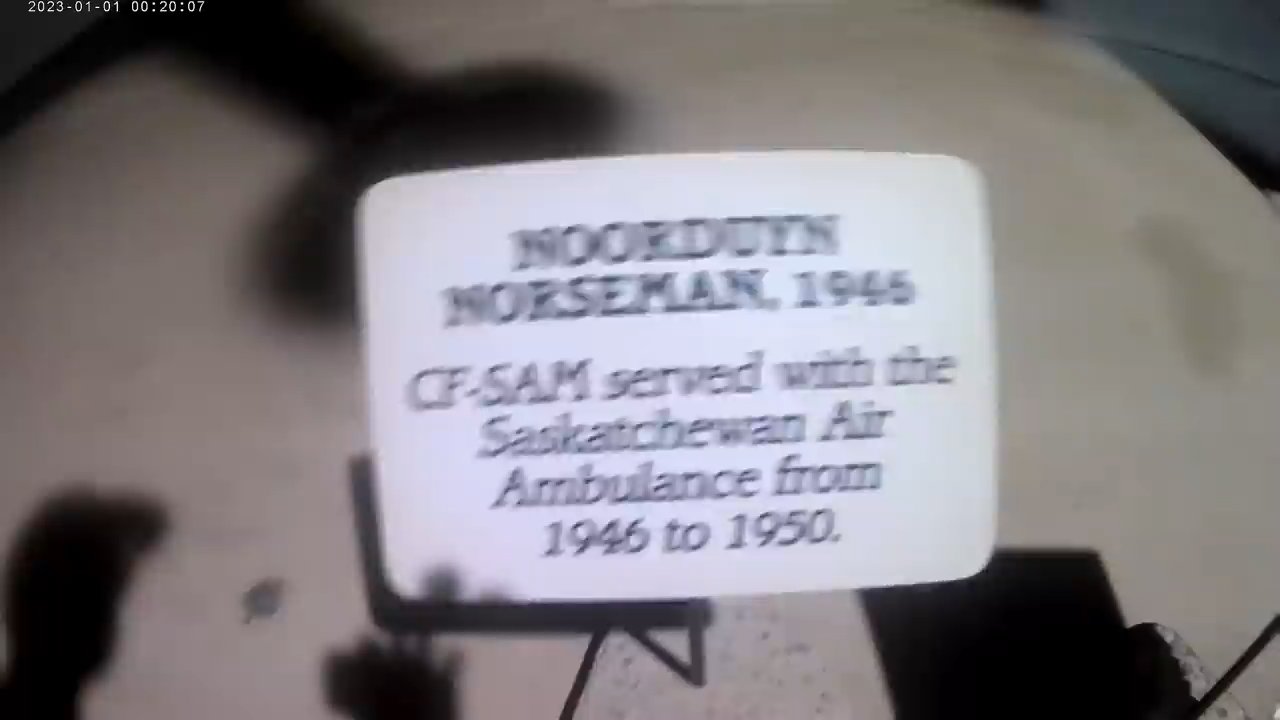 2023-01-01 00:20:07
NOORDUYN
NORSEMAN, 1946
CF-SAM served with the
Saskatchewan Air
Ambulance from
1946 to 1950.